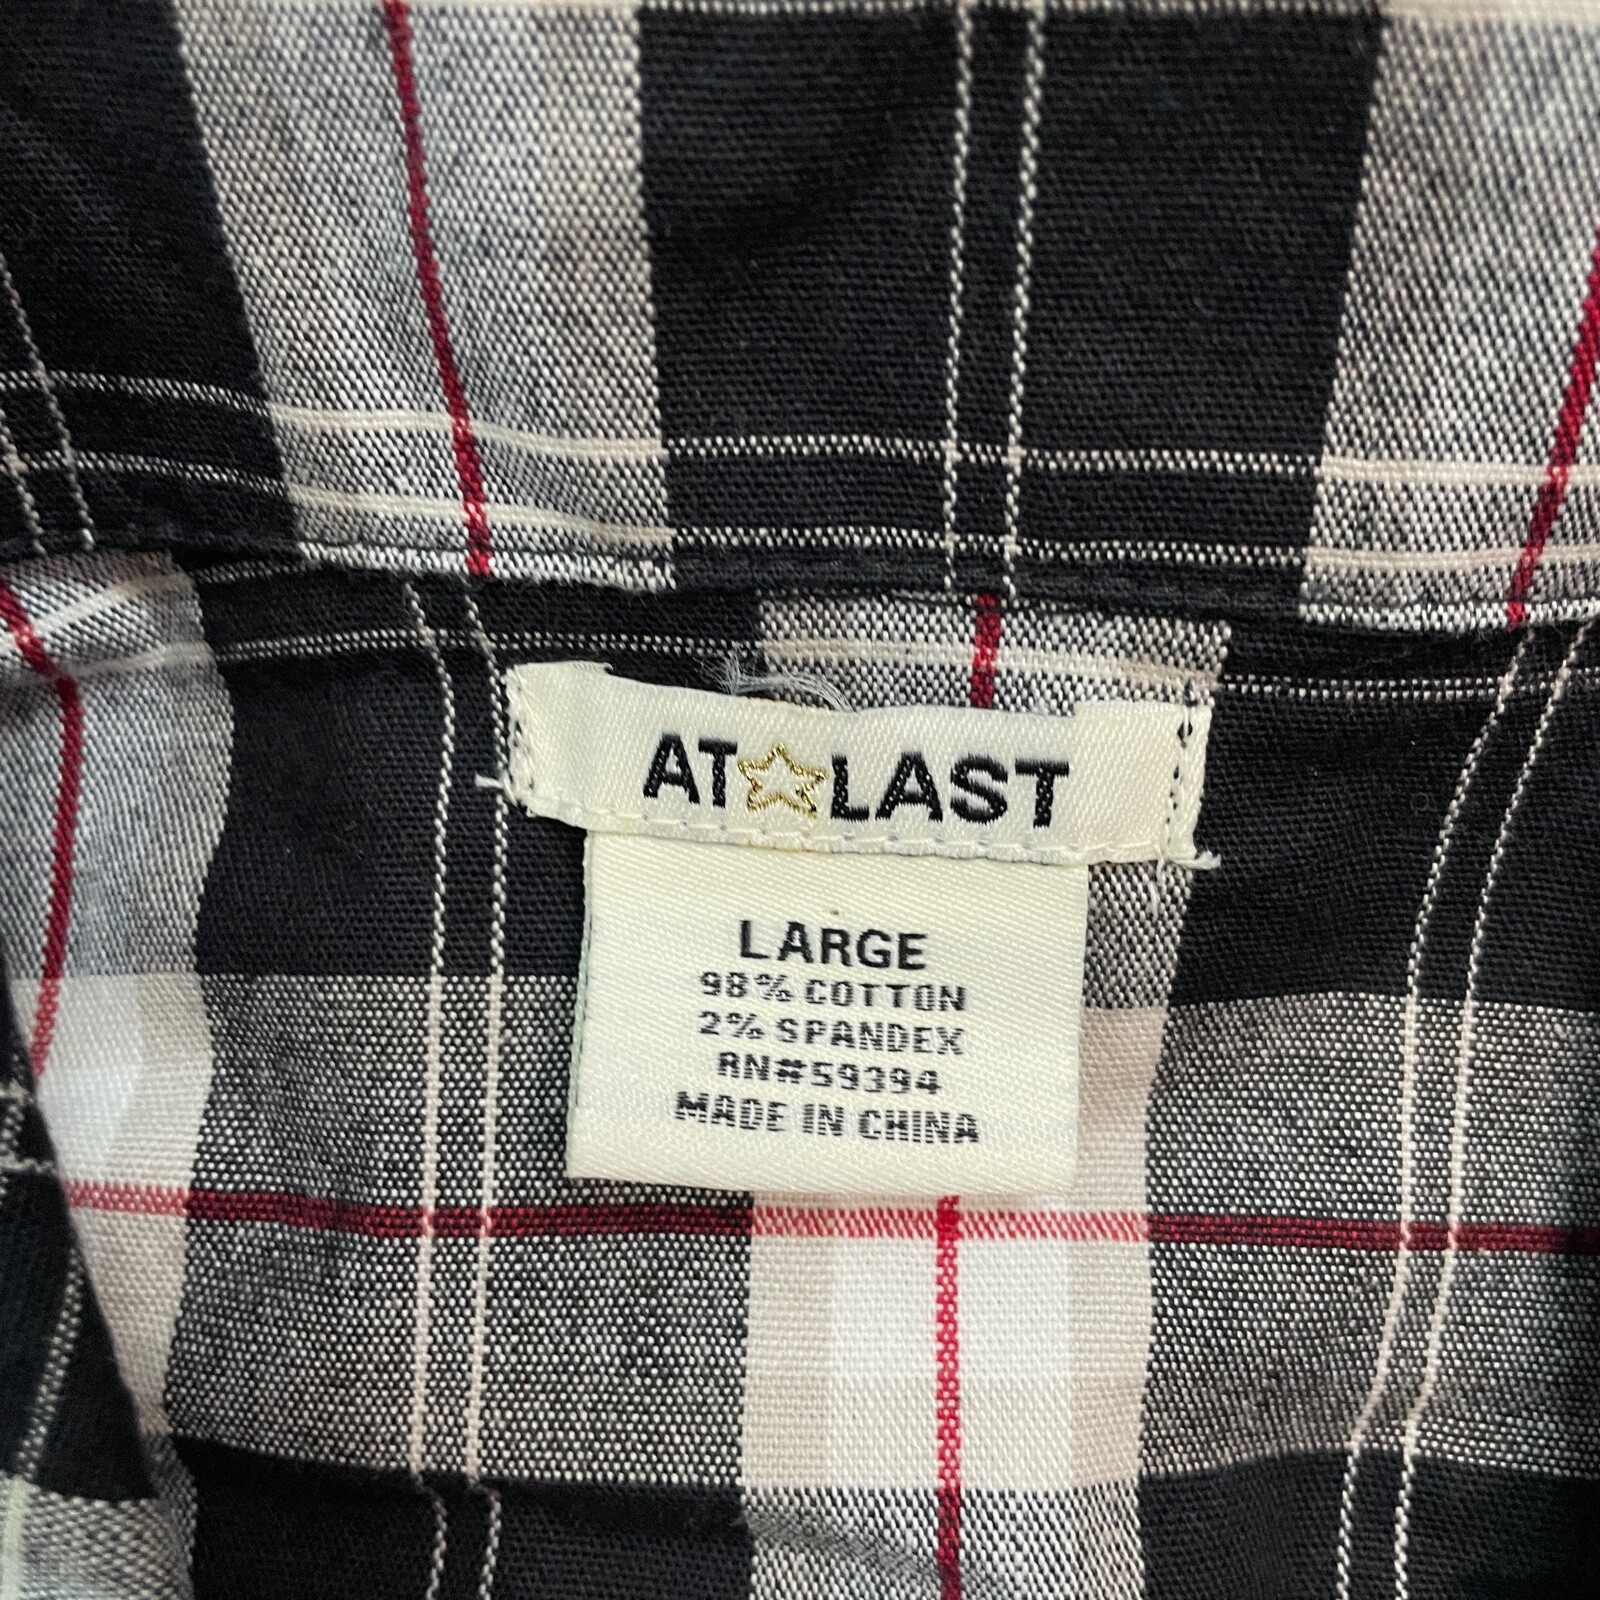 AT LAST
LARGE
98% COTTON
2% SPANDEX
RN#59394
MADE IN CHINA